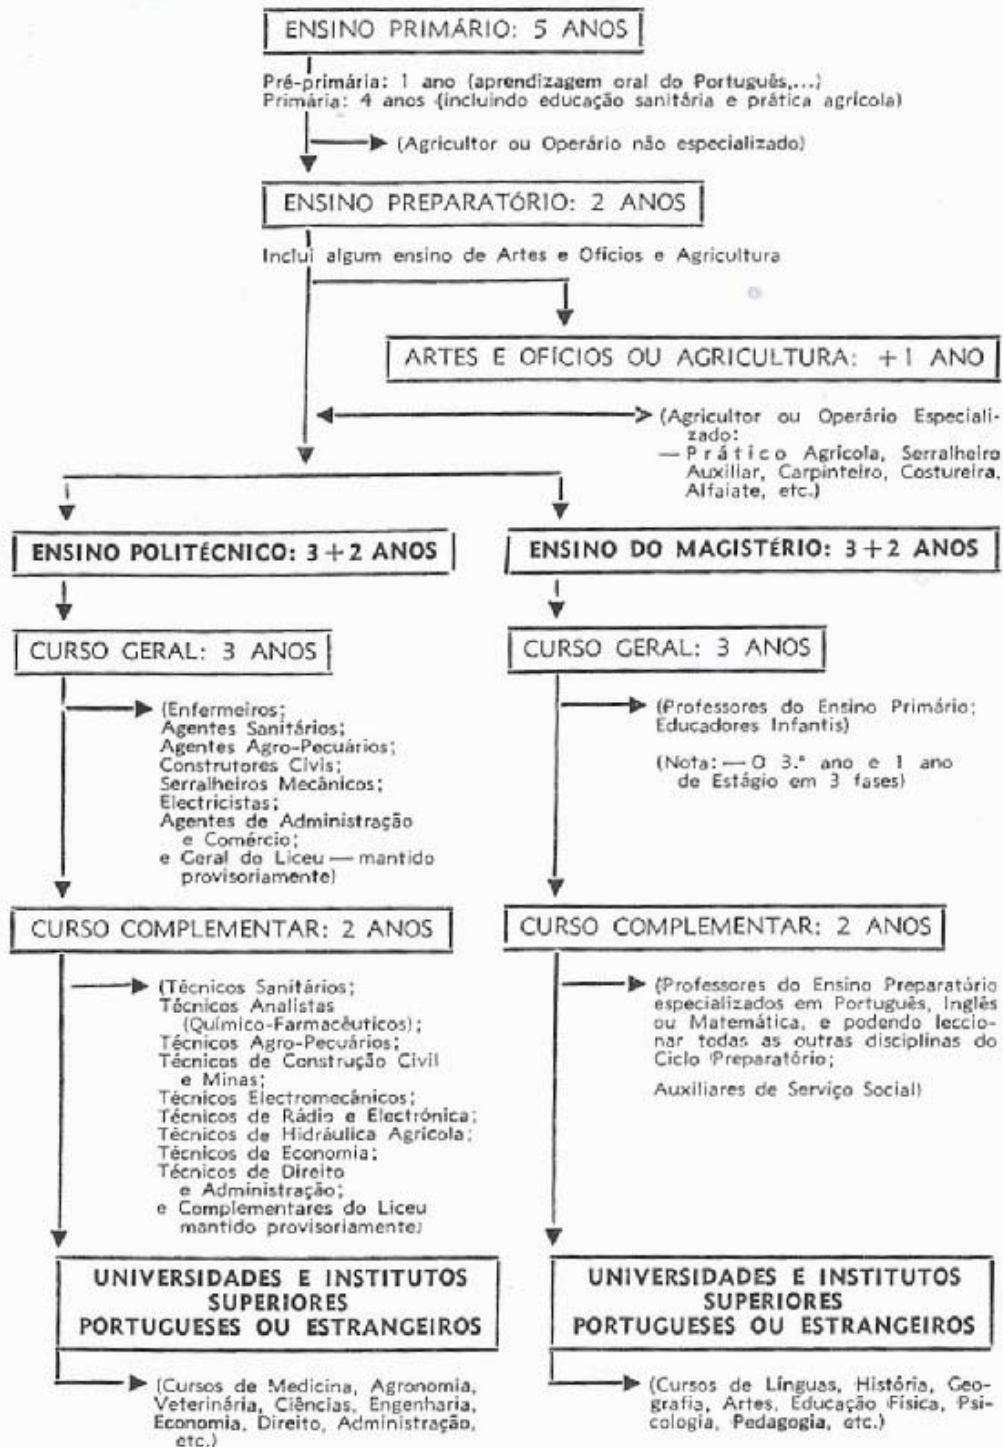 ENSINO PRIMÁRIO: 5 ANOS
Pré-primária: 1 ano (aprendizagem oral do Português,...)
Primária: 4 anos (incluindo educação sanitária e prática agrícola)
(Agricultor ou Operário não especializado)
ENSINO PREPARATÓRIO: 2 ANOS
Inclui algum ensino de Artes e Ofícios e Agricultura
ARTES E OFÍCIOS OU AGRICULTURA: +1 ANO
(Agricultor ou Operário Especiali-
zado:
— Prático Agrícola, Serralheiro
Auxiliar, Carpinteiro, Costureira,
Alfaiate, etc.)
ENSINO POLITÉCNICO: 3+2 ANOS
CURSO GERAL: 3 ANOS
(Enfermeiros;
Agentes Sanitários;
Agentes Agro-Pecuários;
Construtores Civis;
Serralheiros Mecânicos;
Electricistas;
Agentes de Administração
e Comércio;
e Geral do Liceu — mantido
provisoriamente)
CURSO COMPLEMENTAR: 2 ANOS
(Técnicos Sanitários;
Técnicos Analistas
(Químico-Farmacêuticos);
Técnicos Agro-Pecuários;
Técnicos de Construção Civil
e Minas;
Técnicos Electromecânicos;
Técnicos de Rádio e Electrónica;
Técnicos de Hidráulica Agrícola;
Técnicos de Economia;
Técnicos de Direito
e Administração;
e Complementares do Liceu
mantido provisoriamente)
UNIVERSIDADES E INSTITUTOS
SUPERIORES
PORTUGUESES OU ESTRANGEIROS
(Cursos de Medicina, Agronomia,
Veterinária, Ciências, Engenharia,
Economia, Direito, Administração,
etc.)
ENSINO DO MAGISTÉRIO: 3+2 ANOS
CURSO GERAL: 3 ANOS
(Professores do Ensino Primário;
Educadores Infantis)
(Nota: — O 3.º ano e 1 ano
de Estágio em 3 fases)
CURSO COMPLEMENTAR: 2 ANOS
(Professores do Ensino Preparatório
especializados em Português, Inglês
ou Matemática, e podendo leccio-
nar todas as outras disciplinas do
Ciclo Preparatório;
Auxiliares de Serviço Social)
UNIVERSIDADES E INSTITUTOS
SUPERIORES
PORTUGUESES OU ESTRANGEIROS
(Cursos de Línguas, História, Geo-
grafia, Artes, Educação Física, Psi-
cologia, Pedagogia, etc.)